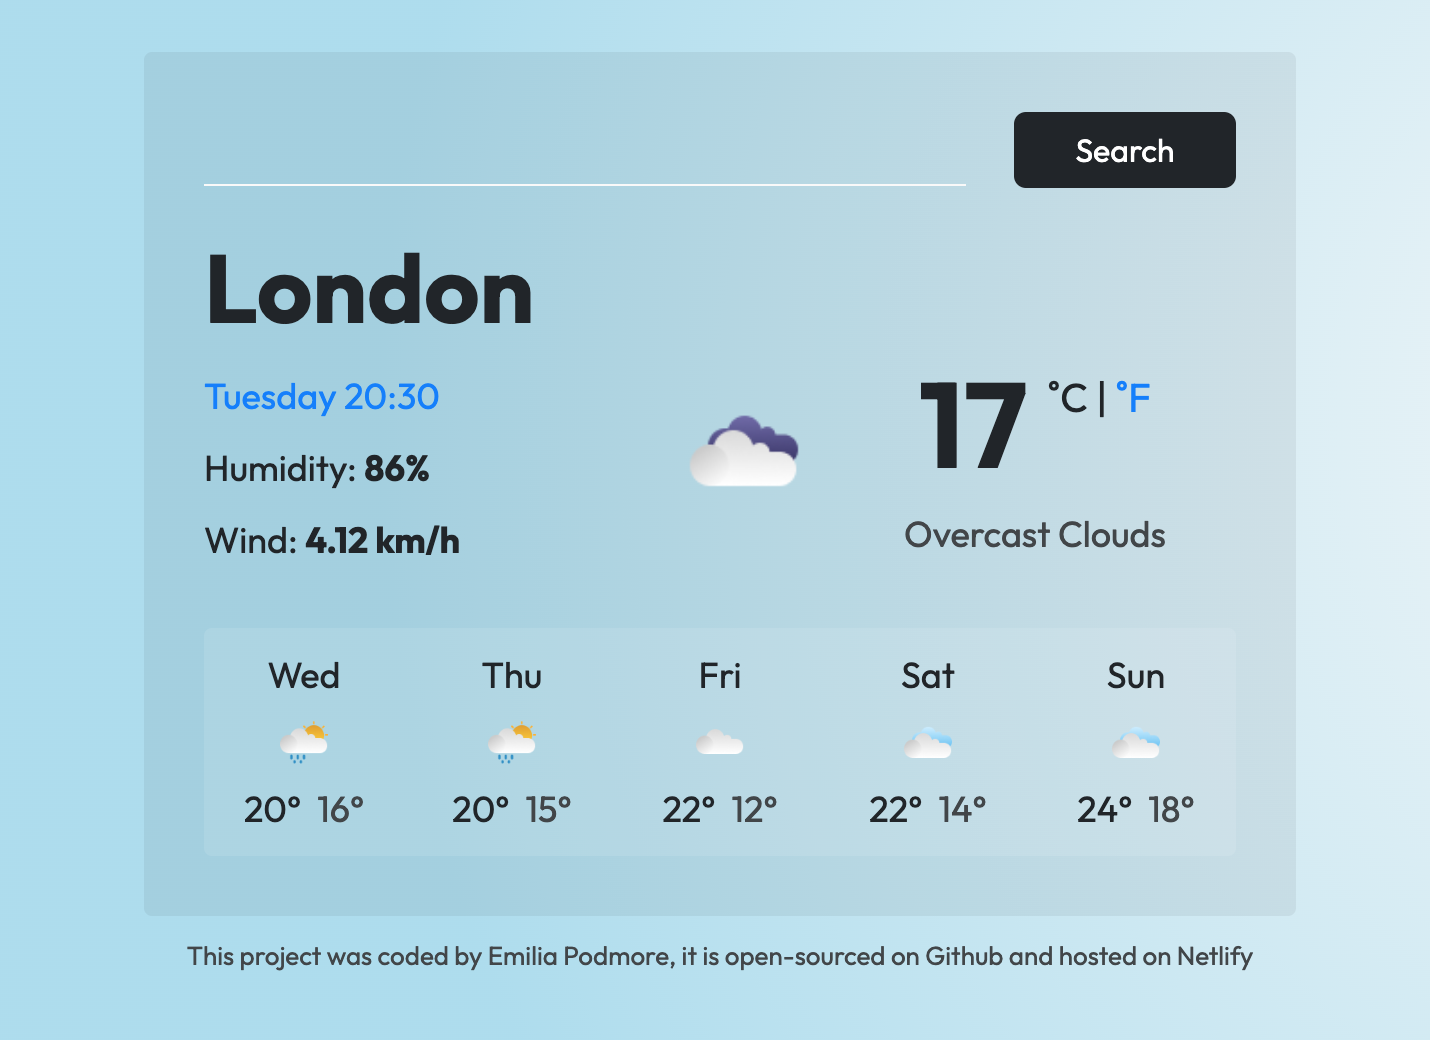 Search
London
Tuesday 20:30
Humidity: 86%
Wind: 4.12 km/h
17 °C | °F
Overcast Clouds
Wed Thu Fri Sat Sun
20° 16° 20° 15° 22° 12° 22° 14° 24° 18°
This project was coded by Emilia Podmore, it is open-sourced on Github and hosted on Netlify